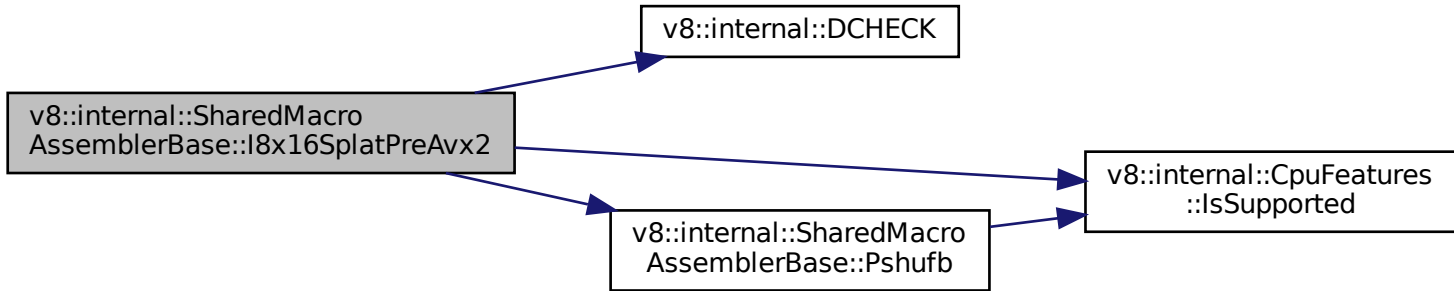 v8::internal::DCHECK
v8::internal::SharedMacro
AssemblerBase::I8x16SplatPreAvx2
v8::internal::CpuFeatures
::IsSupported
v8::internal::SharedMacro
AssemblerBase::Pshufb